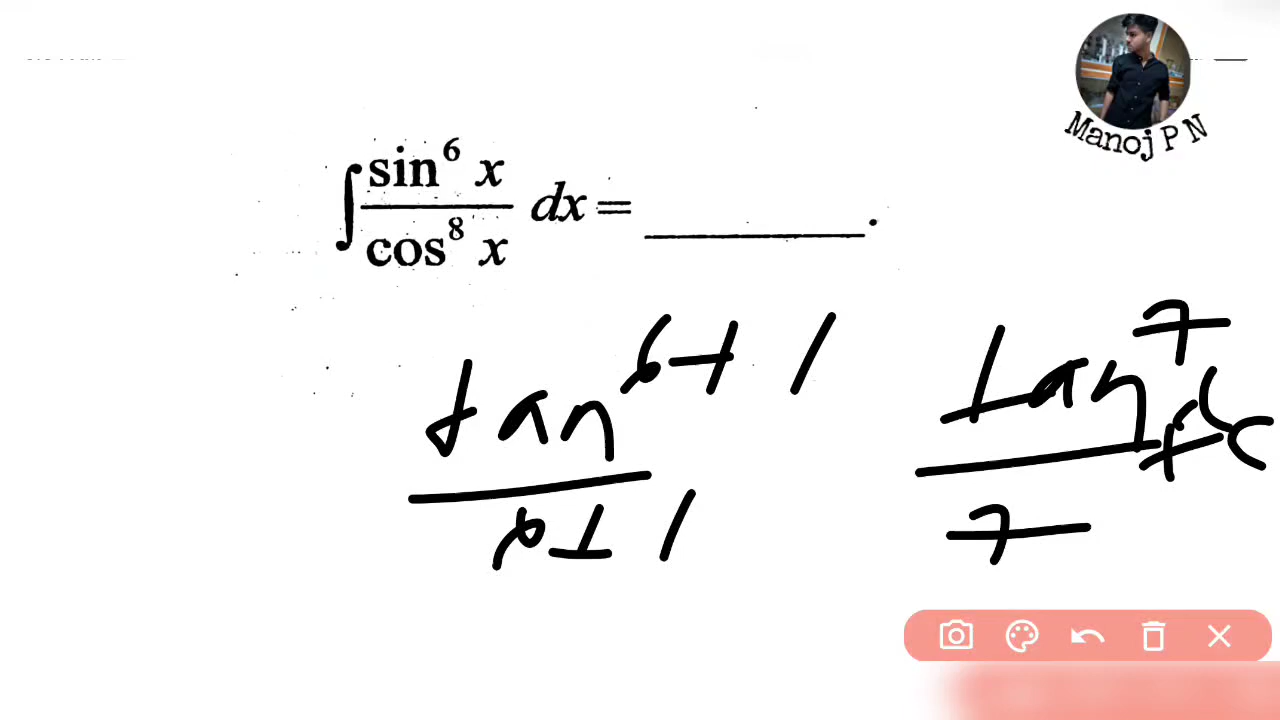 Manoj P N
∫ sin⁶ x / cos⁸ x dx = ________ .
tan⁶⁺¹ / 6+1
tan⁷ x / 7 + C